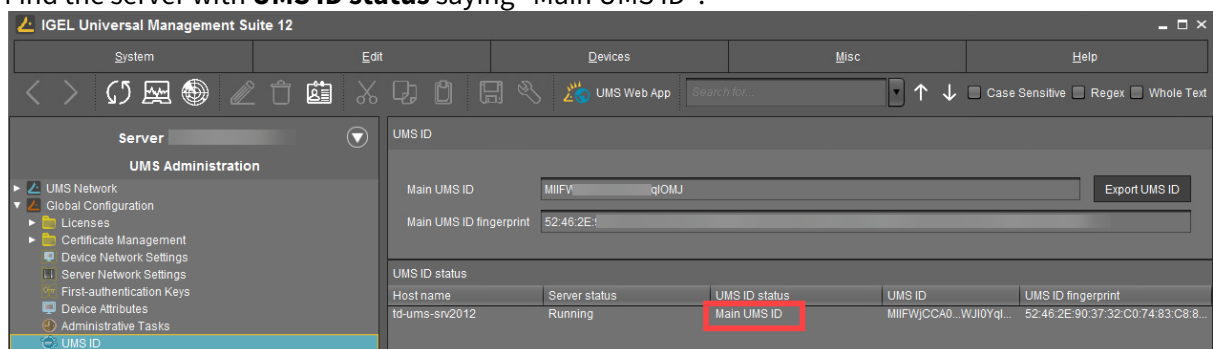 Find the server with UMS ID status saying "Main UMS ID".
IGEL Universal Management Suite 12
System Edit Devices Misc Help
UMS Web App Search for... Case Sensitive Regex Whole Text
Server
UMS Administration
UMS Network
Global Configuration
Licenses
Certificate Management
Device Network Settings
Server Network Settings
First-authentication Keys
Device Attributes
Administrative Tasks
UMS ID
UMS ID
Main UMS ID MIIFW qIOMJ Export UMS ID
Main UMS ID fingerprint 52:46:2E:9
UMS ID status
Host name Server status UMS ID status UMS ID UMS ID fingerprint
td-ums-srv2012 Running Main UMS ID MIIFWjCCA0...WJI0YqI... 52:46:2E:90:37:32:C0:74:83:C8:8...